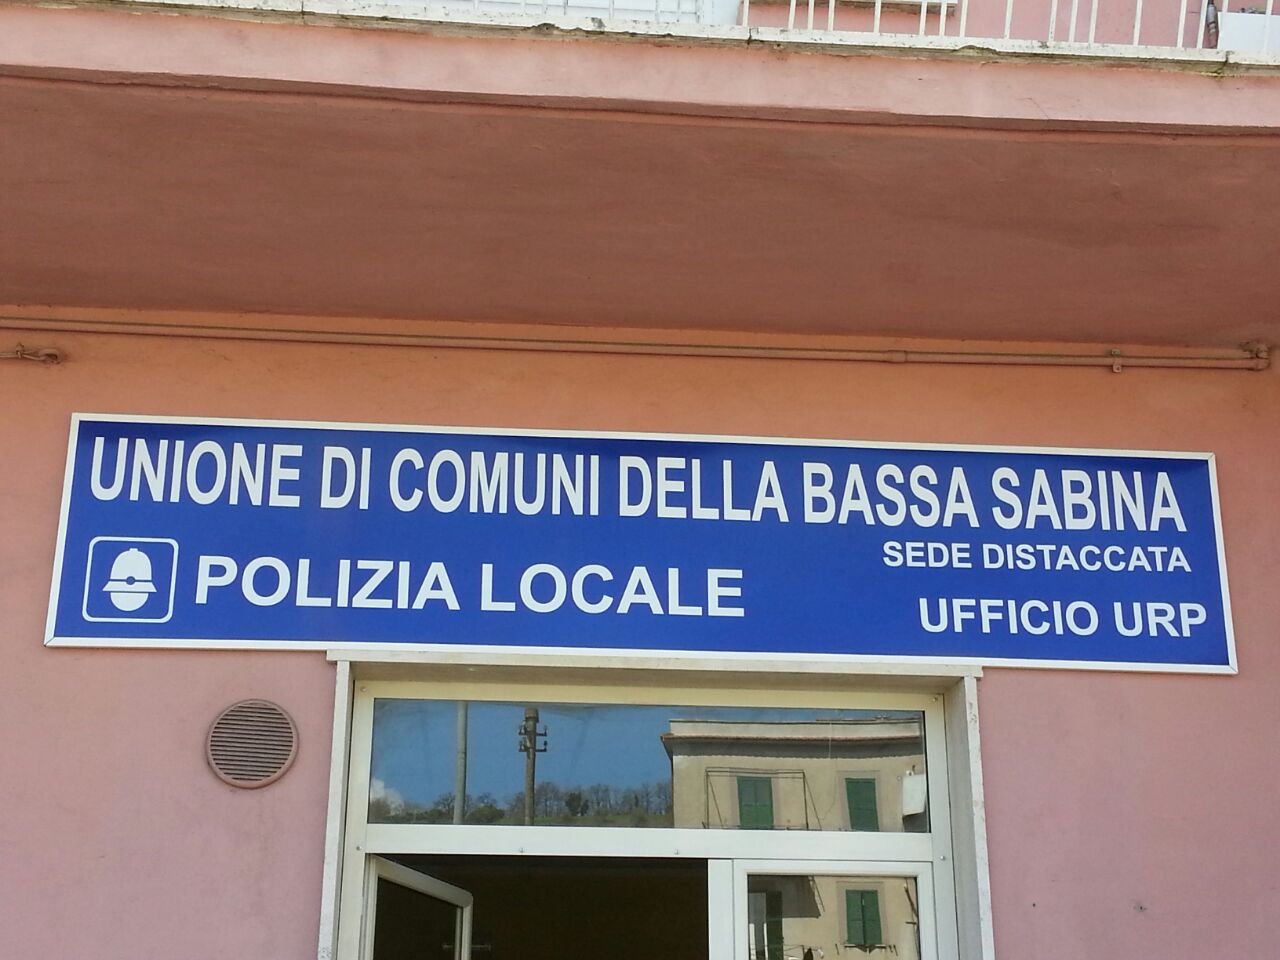 UNIONE DI COMUNI DELLA BASSA SABINA
SEDE DISTACCATA
POLIZIA LOCALE
UFFICIO URP